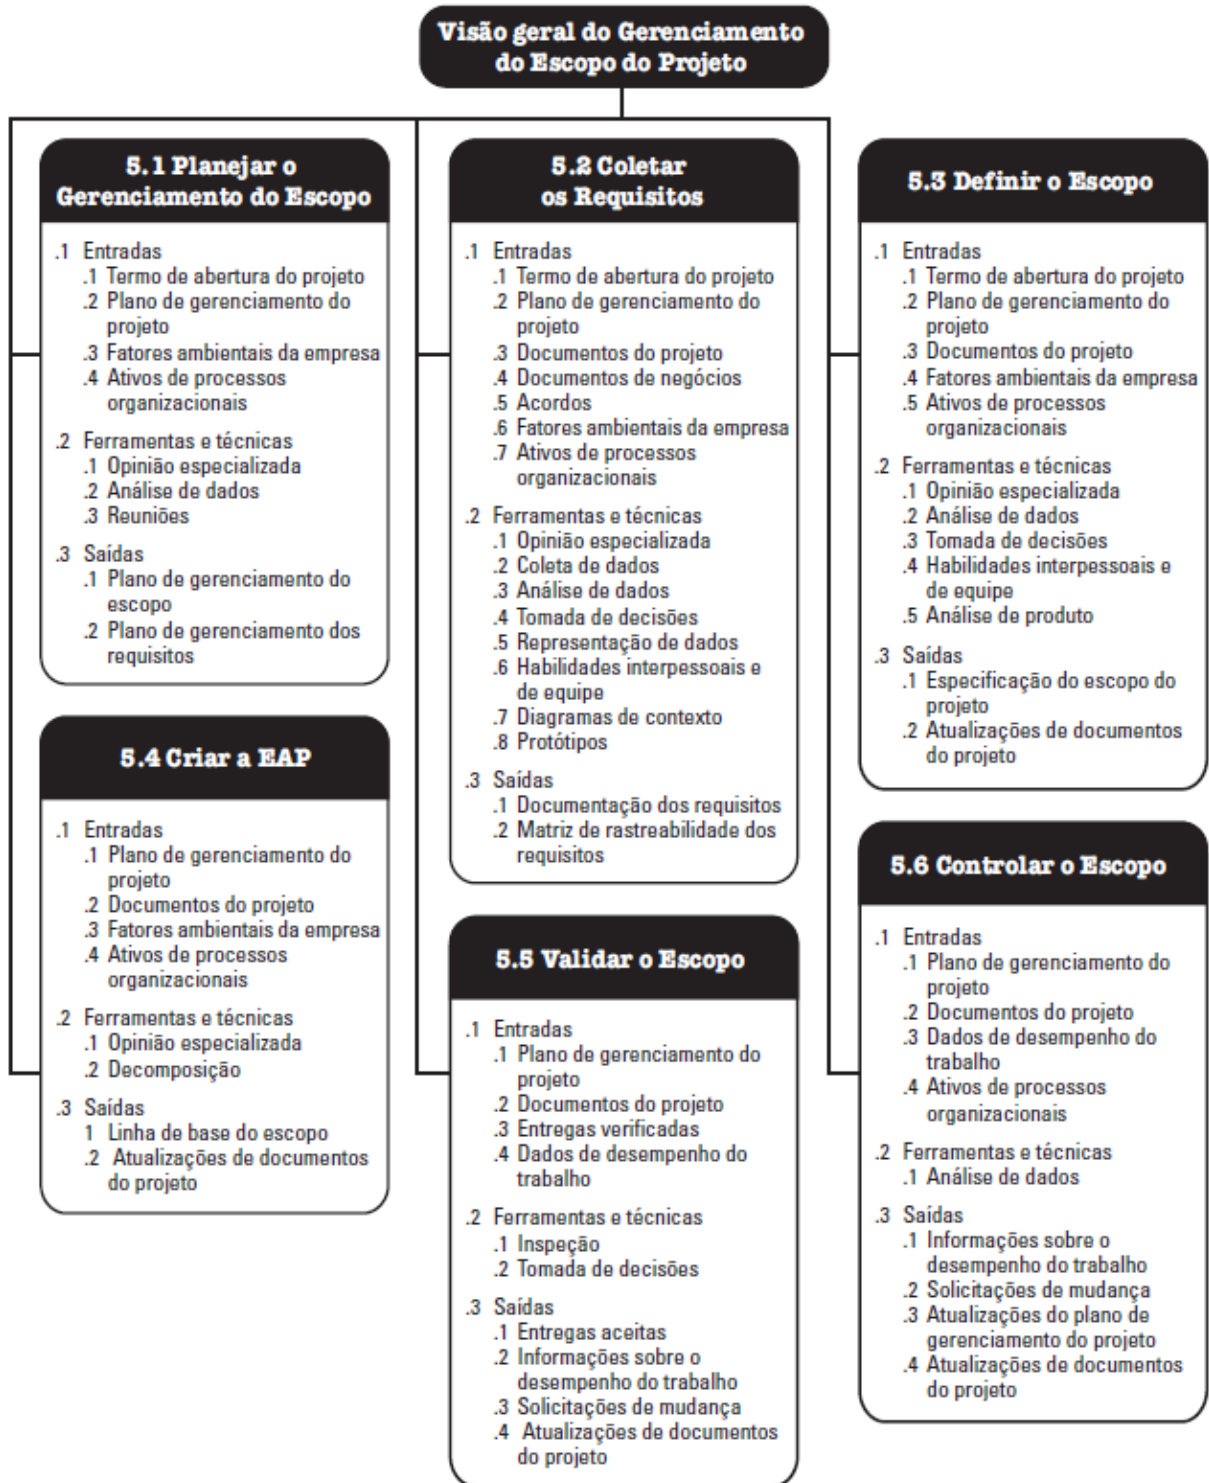 Visão geral do Gerenciamento
do Escopo do Projeto
5.1 Planejar o
Gerenciamento do Escopo
.1 Entradas
.1 Termo de abertura do projeto
.2 Plano de gerenciamento do
projeto
.3 Fatores ambientais da empresa
.4 Ativos de processos
organizacionais
.2 Ferramentas e técnicas
.1 Opinião especializada
.2 Análise de dados
.3 Reuniões
.3 Saídas
.1 Plano de gerenciamento do
escopo
.2 Plano de gerenciamento dos
requisitos
5.2 Coletar
os Requisitos
.1 Entradas
.1 Termo de abertura do projeto
.2 Plano de gerenciamento do
projeto
.3 Documentos do projeto
.4 Documentos de negócios
.5 Acordos
.6 Fatores ambientais da empresa
.7 Ativos de processos
organizacionais
.2 Ferramentas e técnicas
.1 Opinião especializada
.2 Coleta de dados
.3 Análise de dados
.4 Tomada de decisões
.5 Representação de dados
.6 Habilidades interpessoais e
de equipe
.7 Diagramas de contexto
.8 Protótipos
.3 Saídas
.1 Documentação dos requisitos
.2 Matriz de rastreabilidade dos
requisitos
5.3 Definir o Escopo
.1 Entradas
.1 Termo de abertura do projeto
.2 Plano de gerenciamento do
projeto
.3 Documentos do projeto
.4 Fatores ambientais da empresa
.5 Ativos de processos
organizacionais
.2 Ferramentas e técnicas
.1 Opinião especializada
.2 Análise de dados
.3 Tomada de decisões
.4 Habilidades interpessoais e
de equipe
.5 Análise de produto
.3 Saídas
.1 Especificação do escopo do
projeto
.2 Atualizações de documentos
do projeto
5.4 Criar a EAP
.1 Entradas
.1 Plano de gerenciamento do
projeto
.2 Documentos do projeto
.3 Fatores ambientais da empresa
.4 Ativos de processos
organizacionais
.2 Ferramentas e técnicas
.1 Opinião especializada
.2 Decomposição
.3 Saídas
1 Linha de base do escopo
.2 Atualizações de documentos
do projeto
5.5 Validar o Escopo
.1 Entradas
.1 Plano de gerenciamento do
projeto
.2 Documentos do projeto
.3 Entregas verificadas
.4 Dados de desempenho do
trabalho
.2 Ferramentas e técnicas
.1 Inspeção
.2 Tomada de decisões
.3 Saídas
.1 Entregas aceitas
.2 Informações sobre o
desempenho do trabalho
.3 Solicitações de mudança
.4 Atualizações de documentos
do projeto
5.6 Controlar o Escopo
.1 Entradas
.1 Plano de gerenciamento do
projeto
.2 Documentos do projeto
.3 Dados de desempenho do
trabalho
.4 Ativos de processos
organizacionais
.2 Ferramentas e técnicas
.1 Análise de dados
.3 Saídas
.1 Informações sobre o
desempenho do trabalho
.2 Solicitações de mudança
.3 Atualizações do plano de
gerenciamento do projeto
.4 Atualizações de documentos
do projeto